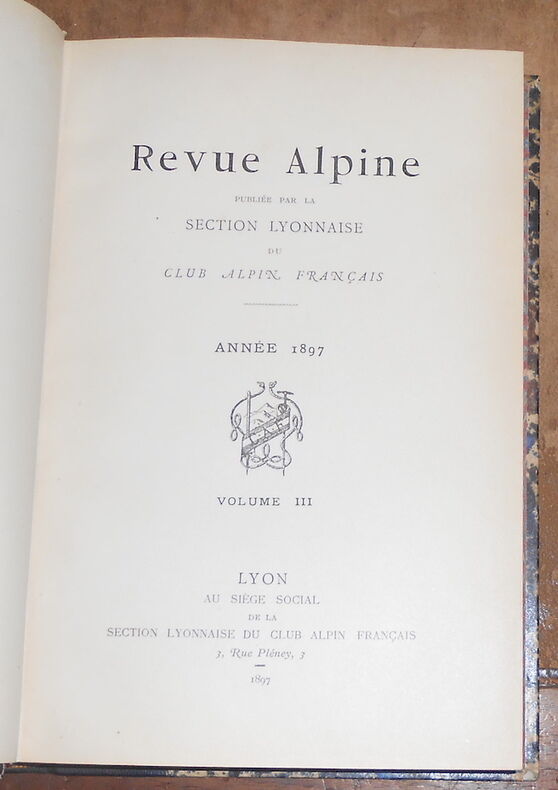 Revue Alpine
PUBLIÉE PAR LA
SECTION LYONNAISE
DU
CLUB ALPIN FRANÇAIS
ANNÉE 1897
VOLUME III
LYON
AU SIÈGE SOCIAL
DE LA
SECTION LYONNAISE DU CLUB ALPIN FRANÇAIS
3, Rue Pléney, 3
1897